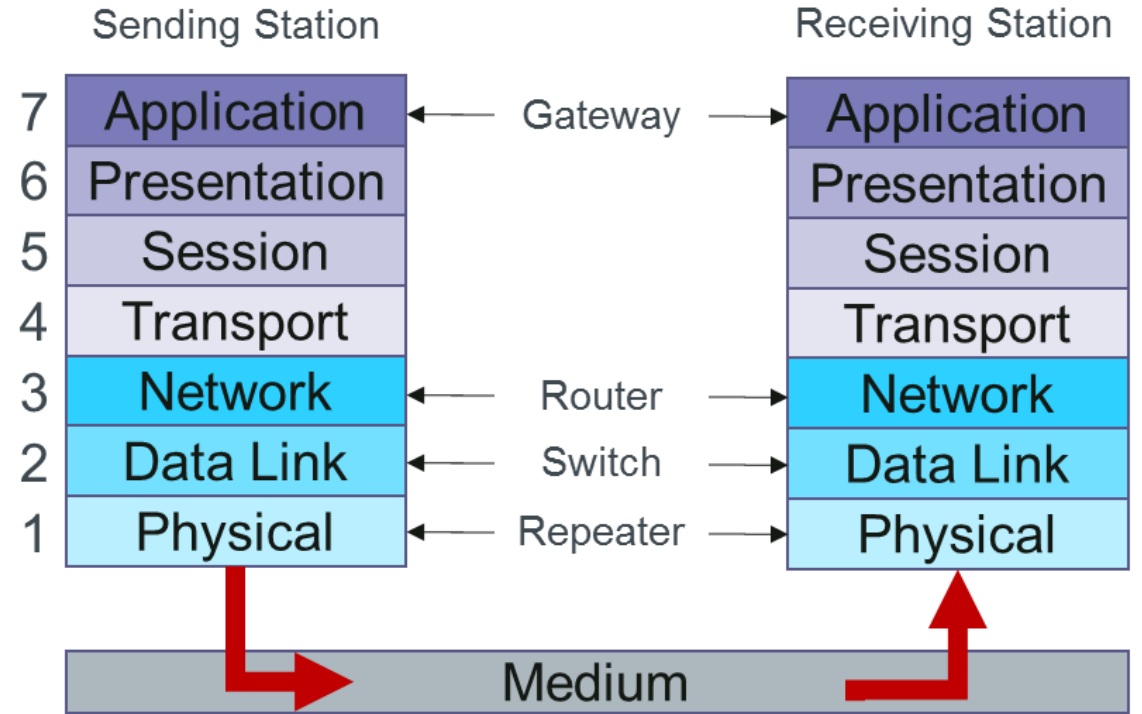 Sending Station
Receiving Station
7 Application Gateway Application
6 Presentation Presentation
5 Session Session
4 Transport Transport
3 Network Router Network
2 Data Link Switch Data Link
1 Physical Repeater Physical
Medium